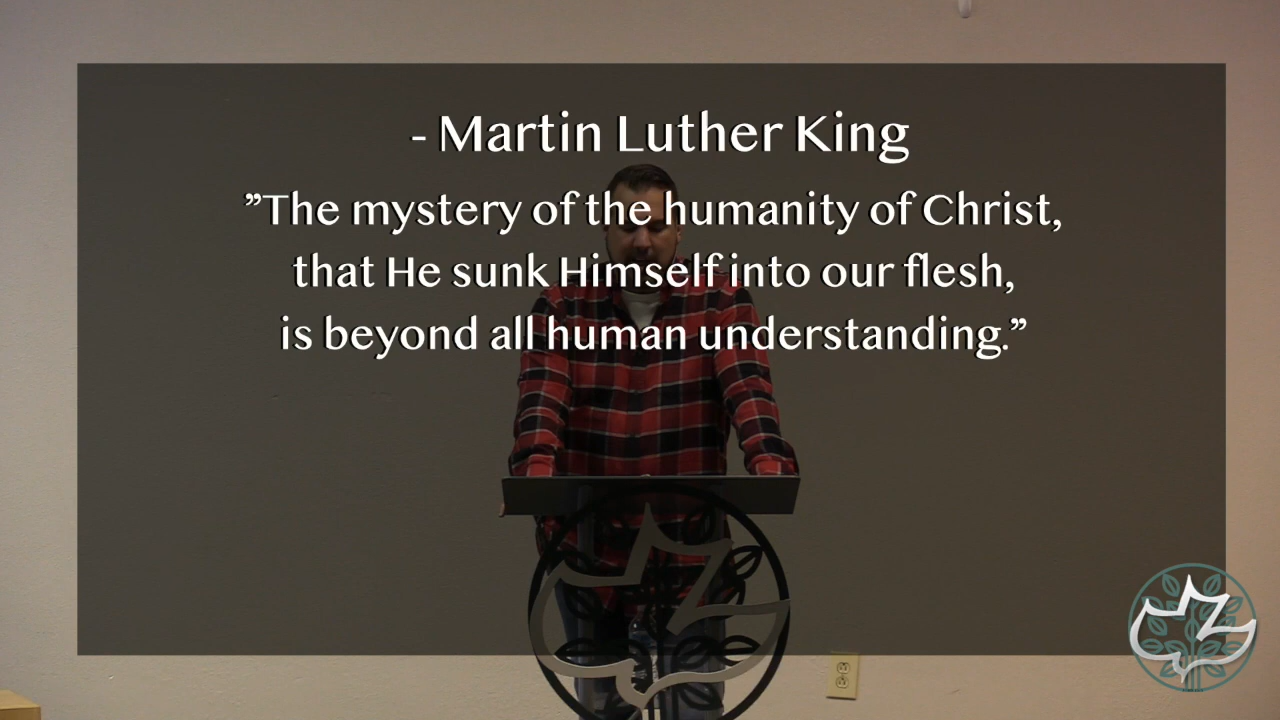 - Martin Luther King
”The mystery of the humanity of Christ,
that He sunk Himself into our flesh,
is beyond all human understanding.”